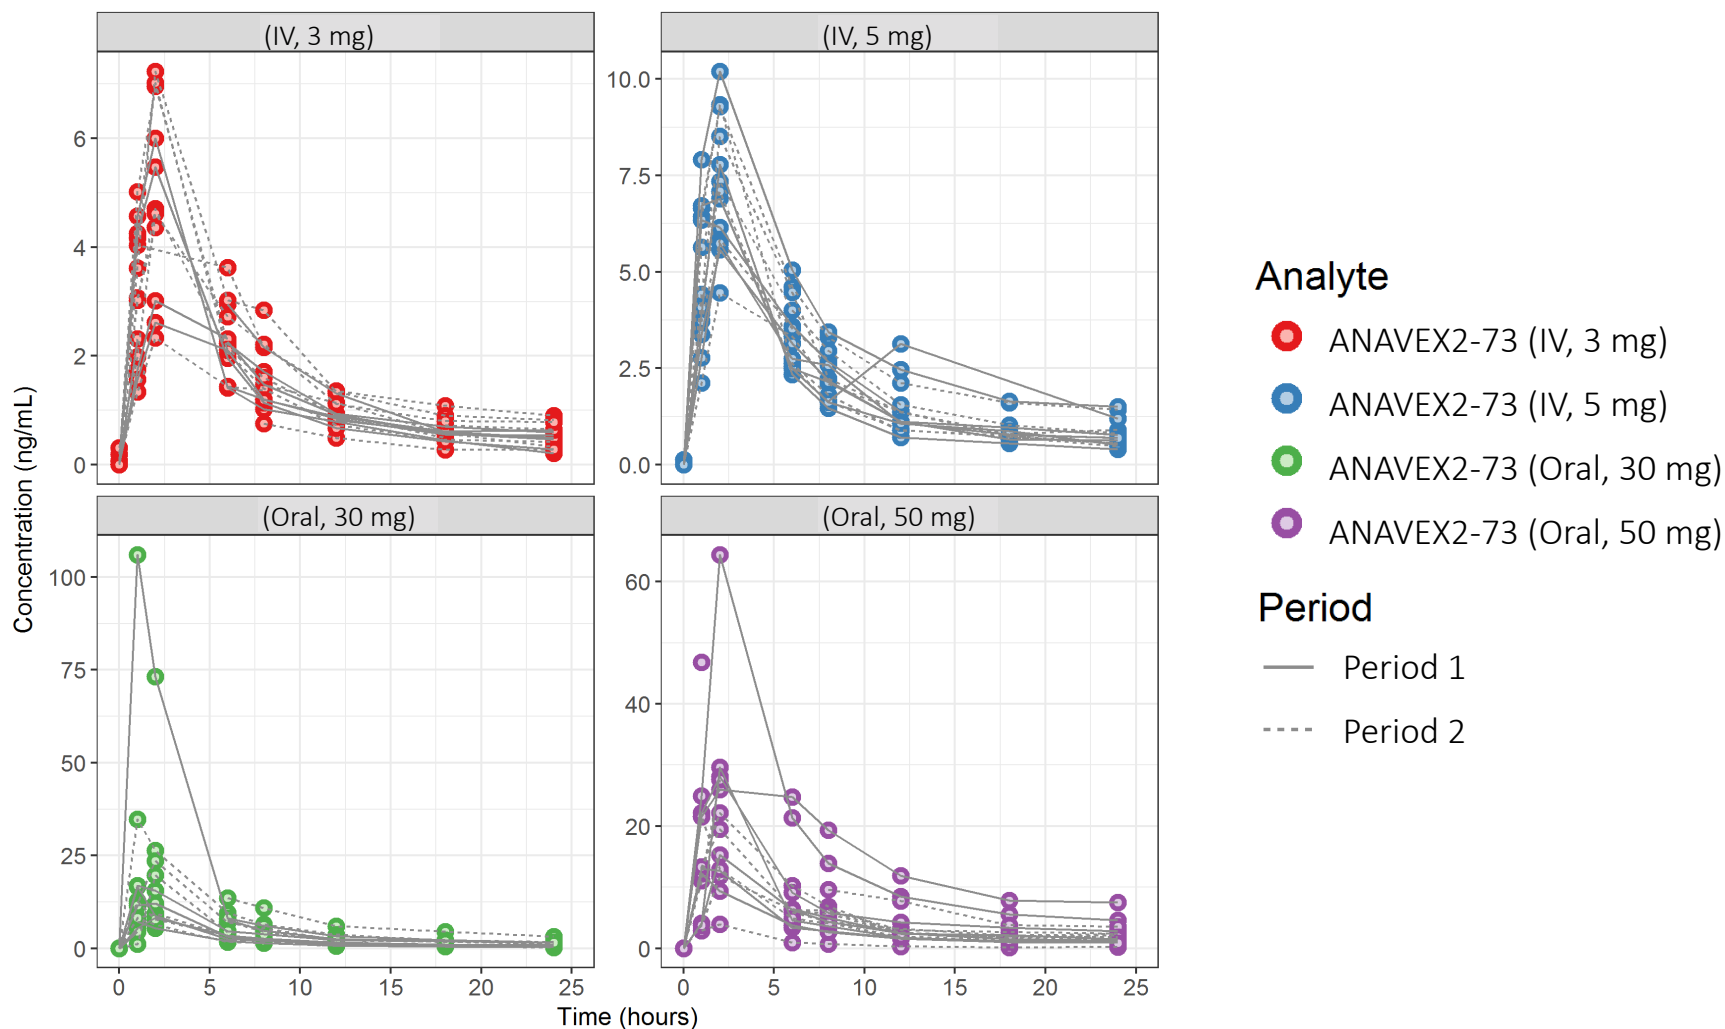 (IV, 3 mg)
(IV, 5 mg)
6
4
2
0
10.0
7.5
5.0
2.5
0.0
Concentration (ng/mL)
(Oral, 30 mg)
(Oral, 50 mg)
100
75
50
25
0
60
40
20
0
0 5 10 15 20 25
0 5 10 15 20 25
Time (hours)
Analyte
ANAVEX2-73 (IV, 3 mg)
ANAVEX2-73 (IV, 5 mg)
ANAVEX2-73 (Oral, 30 mg)
ANAVEX2-73 (Oral, 50 mg)
Period
Period 1
Period 2